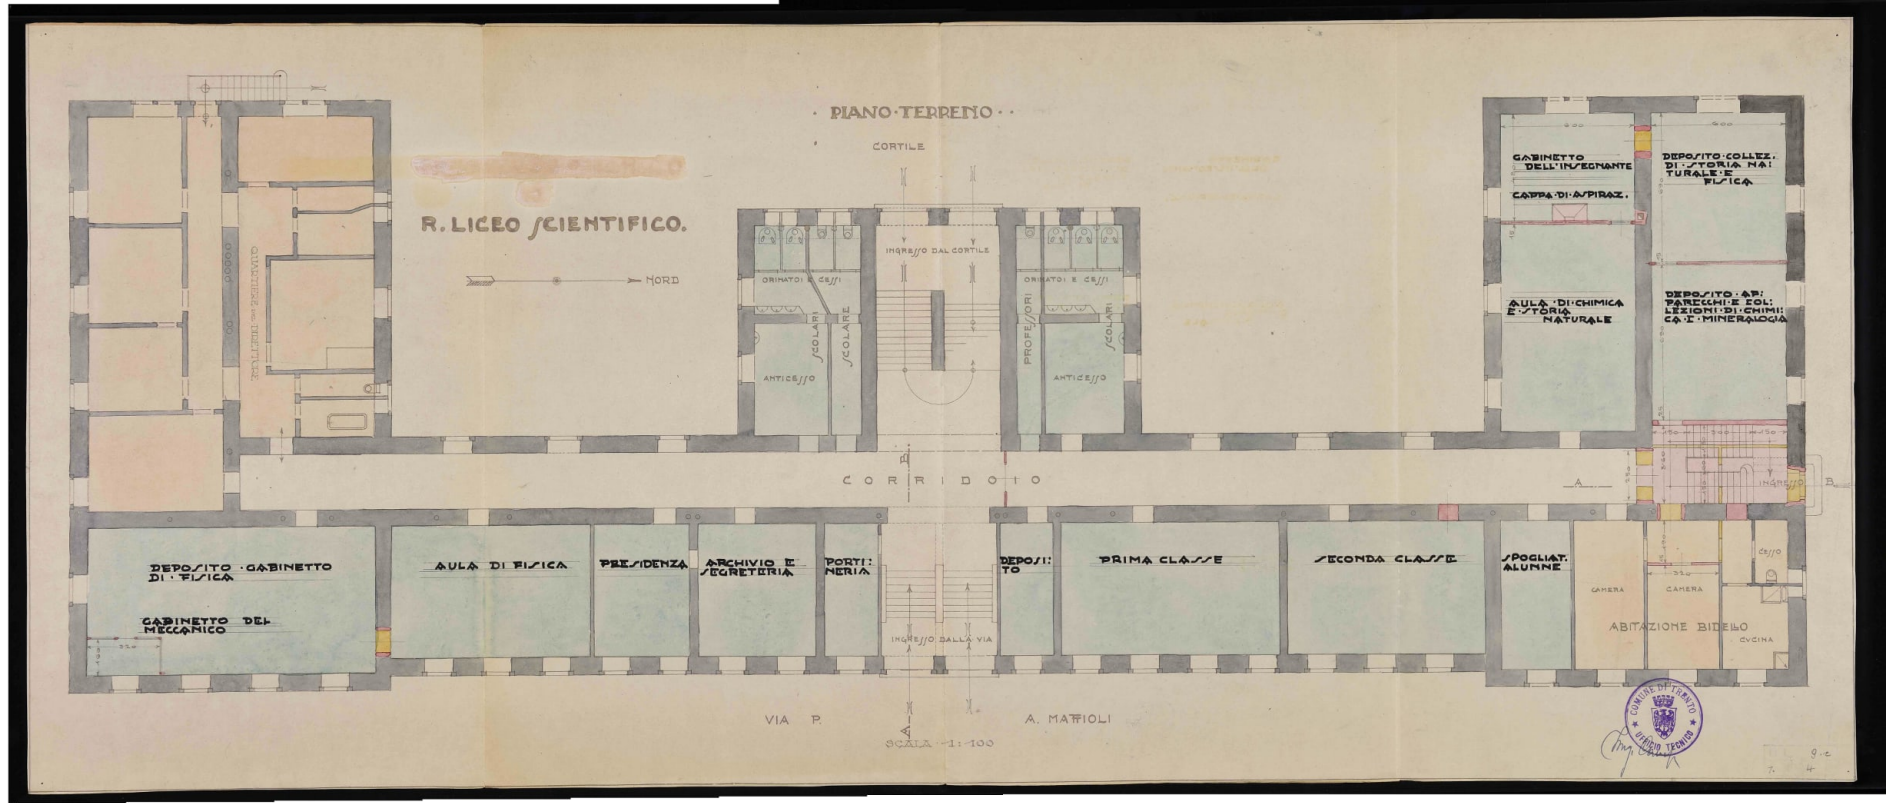 · PIANO · TERRENO · ·
CORTILE
R. LICEO SCIENTIFICO.
NORD
INGRESSO DAL CORTILE
ORINATOI E CESSI
SCOLARI
SCOLARE
ANTICESSO
ORINATOI E CESSI
PROFESSORI
SCOLARI
ANTICESSO
600
600
GABINETTO
DELL'INSEGNANTE
CAPPA · DI · ASPIRAZ.
DEPOSITO · COLLEZ.
DI · STORIA NA:
TURALE · E
FISICA
AULA · DI · CHIMICA
E · STORIA
NATURALE
DEPOSITO · AP:
PARECCHI · E COL:
LEZIONI · DI · CHIMI:
CA · E · MINERALOGIA
B
CORRIDOIO
A
INGRESSO
B
DEPOSITO · GABINETTO
DI · FISICA
GABINETTO DEL
MECCANICO
220
AULA DI FISICA
PRESIDENZA
ARCHIVIO E
SEGRETERIA
PORTI:
NERIA
INGRESSO DALLA VIA
DEPOSI:
TO
PRIMA CLASSE
SECONDA CLASSE
SPOGLIAT.
ALUNNE
CAMERA
CAMERA
CESSO
ABITAZIONE BIDELLO
CUCINA
VIA P.
A. MATTIOLI
A
SCALA · 1:100
COMUNE DI TRENTO
UFFICIO TECNICO